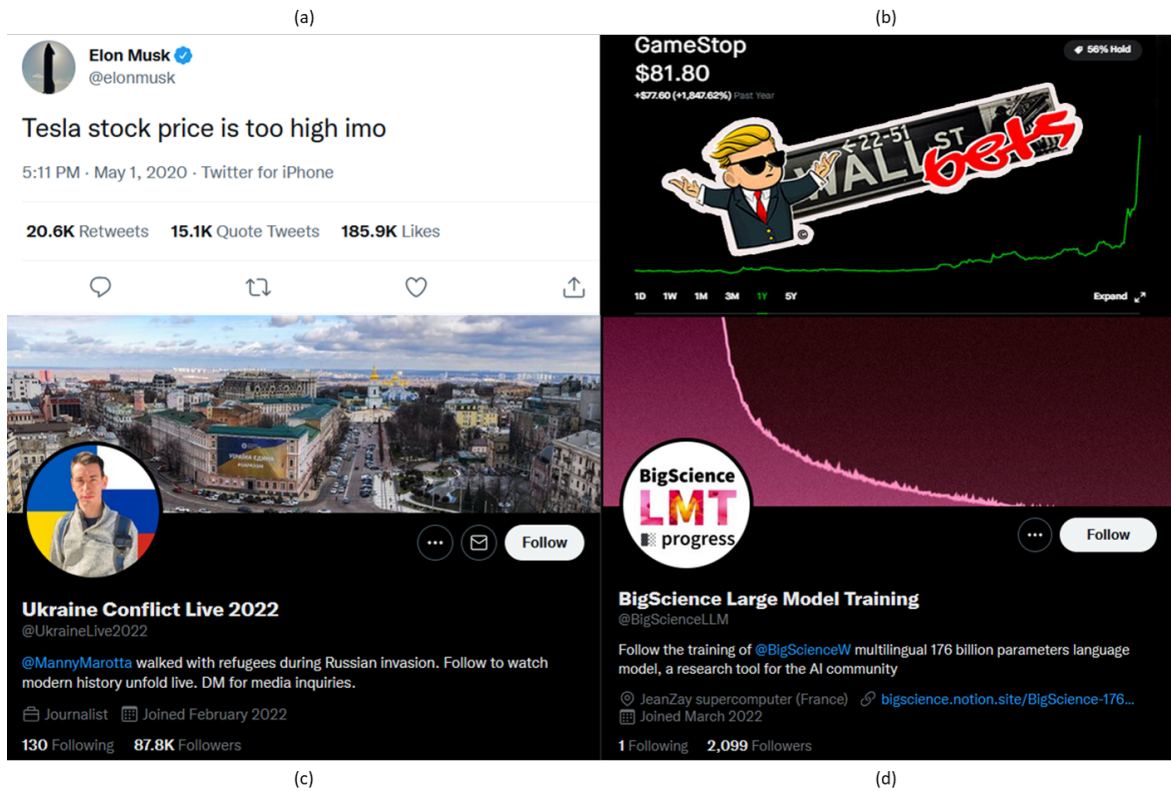 (a)
(b)
Elon Musk
@elonmusk
Tesla stock price is too high imo
5:11 PM · May 1, 2020 · Twitter for iPhone
20.6K Retweets 15.1K Quote Tweets 185.9K Likes
GameStop
56% Hold
$81.80
+$77.60 (+1,847.62%) Past Year
←22-51
WALL ST
bets
©
1D 1W 1M 3M 1Y 5Y
Expand
УКРАЇНА ЄДИНА
Follow
Ukraine Conflict Live 2022
@UkraineLive2022
@MannyMarotta walked with refugees during Russian invasion. Follow to watch
modern history unfold live. DM for media inquiries.
Journalist Joined February 2022
130 Following 87.8K Followers
BigScience
LMT
progress
Follow
BigScience Large Model Training
@BigScienceLLM
Follow the training of @BigScienceW multilingual 176 billion parameters language
model, a research tool for the AI community
JeanZay supercomputer (France) bigscience.notion.site/BigScience-176...
Joined March 2022
1 Following 2,099 Followers
(c)
(d)